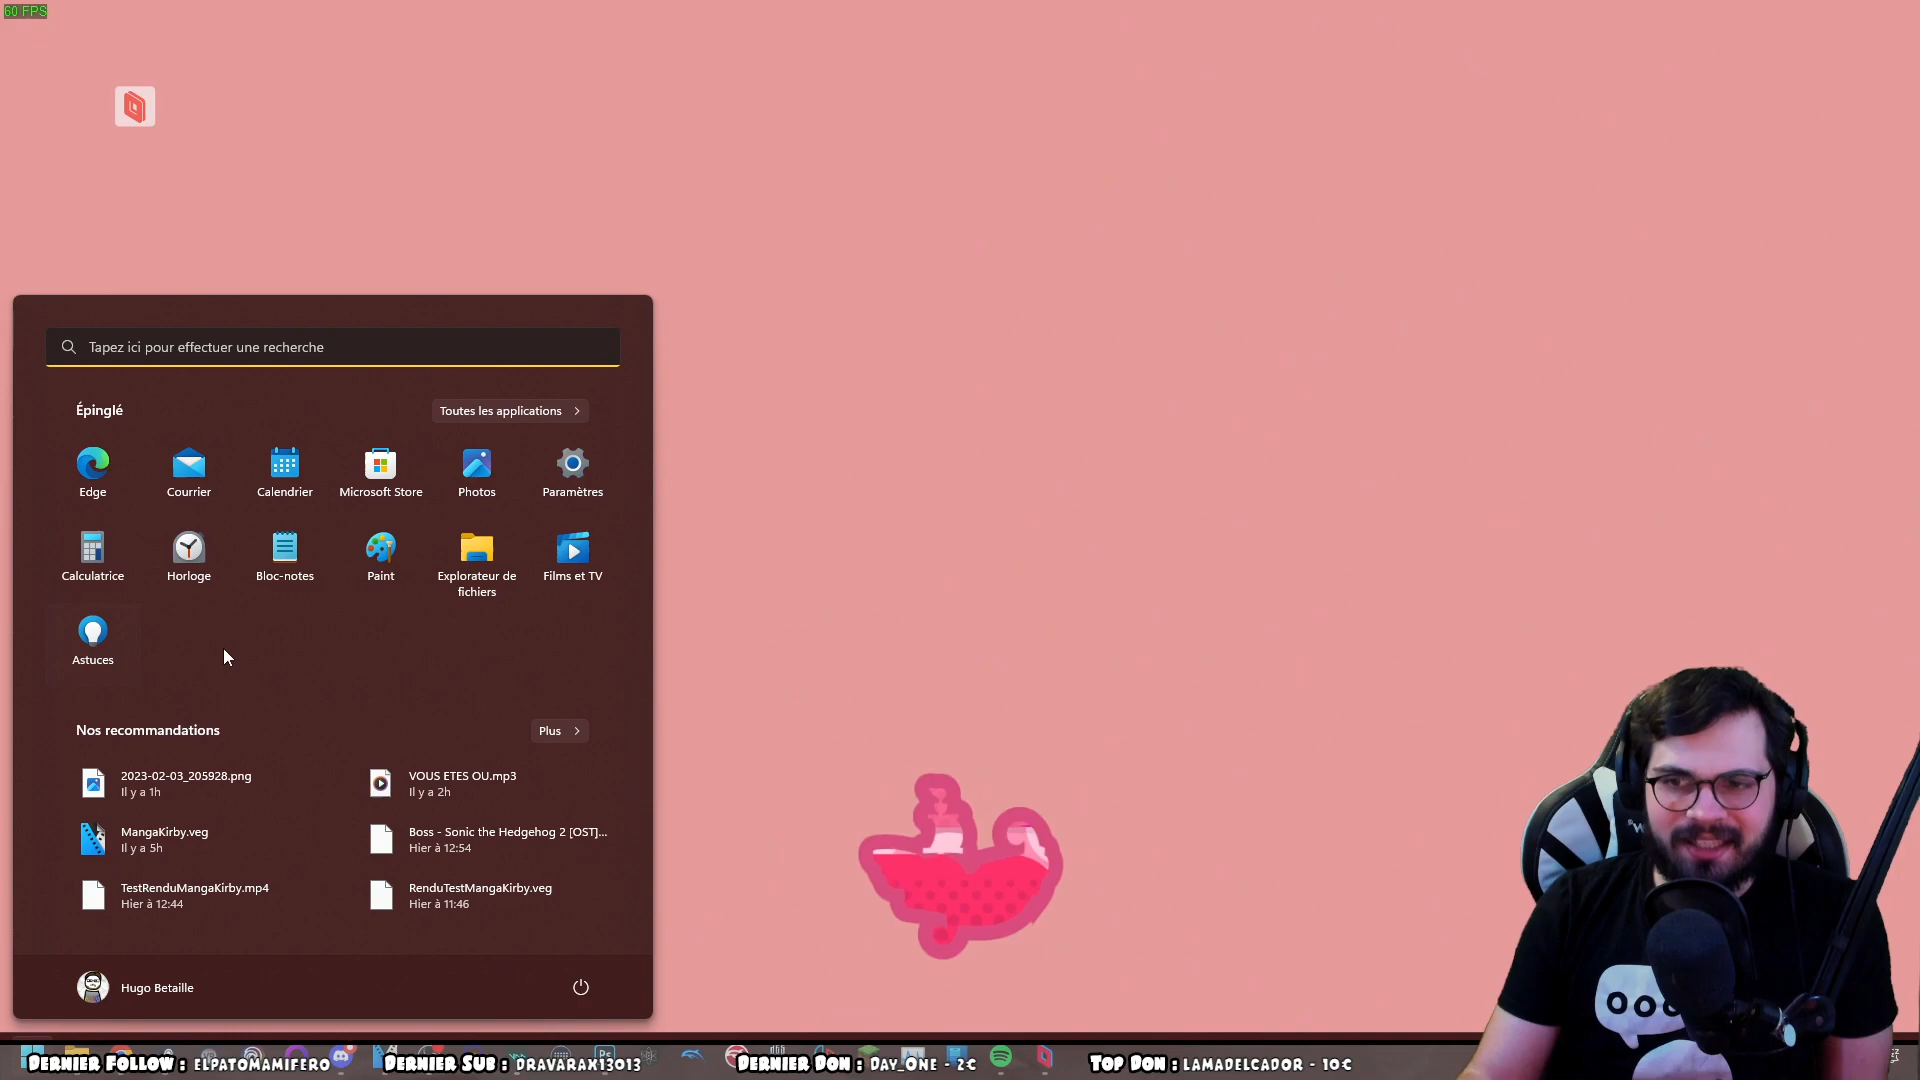 60 FPS
Tapez ici pour effectuer une recherche
Épinglé
Toutes les applications
Edge
Courrier
Calendrier
Microsoft Store
Photos
Paramètres
Calculatrice
Horloge
Bloc-notes
Paint
Explorateur de
fichiers
Films et TV
Astuces
Nos recommandations
Plus
2023-02-03_205928.png
Il y a 1h
VOUS ETES OU.mp3
Il y a 2h
MangaKirby.veg
Il y a 5h
Boss - Sonic the Hedgehog 2 [OST]...
Hier à 12:54
TestRenduMangaKirby.mp4
Hier à 12:44
RenduTestMangaKirby.veg
Hier à 11:46
Hugo Betaille
Dernier Follow : ELPATOMAMIFERO
Dernier Sub : DRAVARAX13013
Dernier Don : DAY_ONE - 2€
Top Don : LAMADELCADOR - 10€
Ps